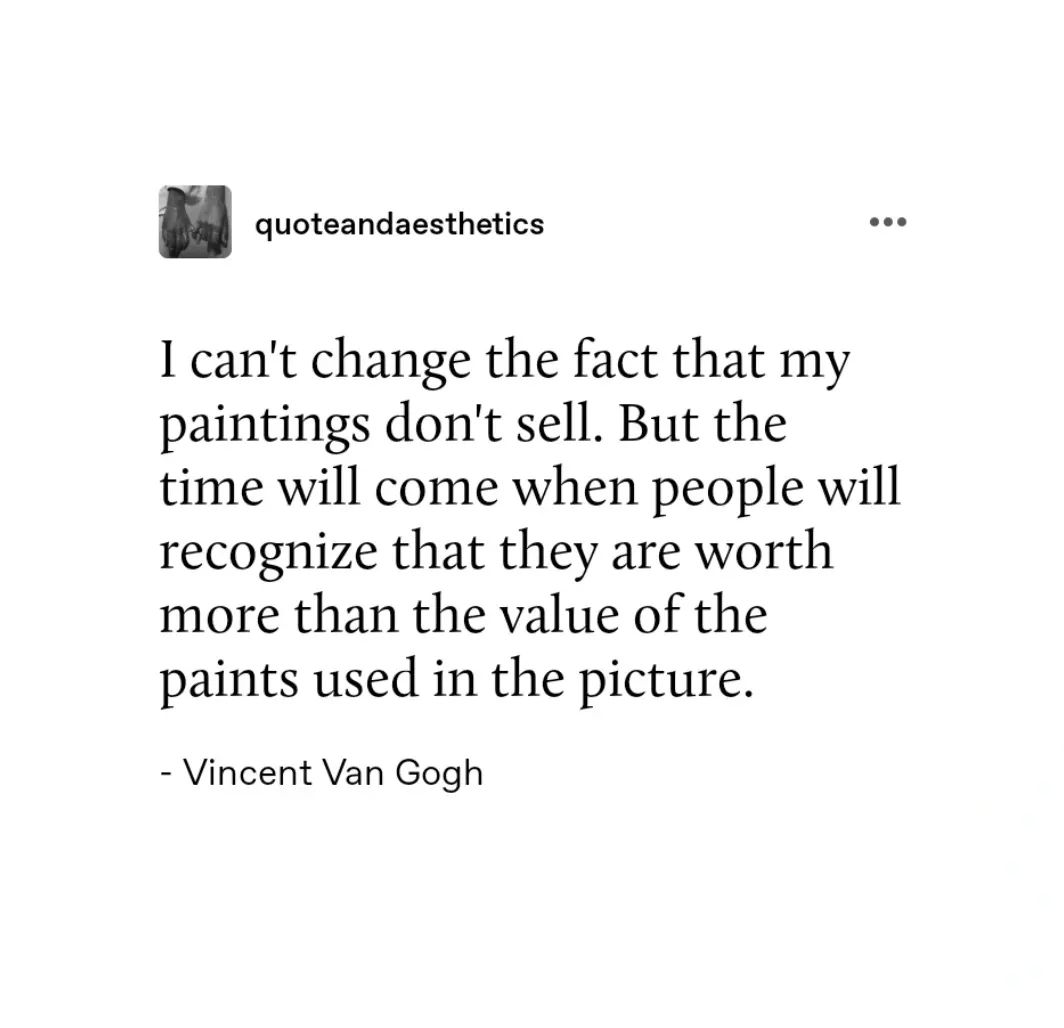 quoteandaesthetics
I can't change the fact that my
paintings don't sell. But the
time will come when people will
recognize that they are worth
more than the value of the
paints used in the picture.
- Vincent Van Gogh